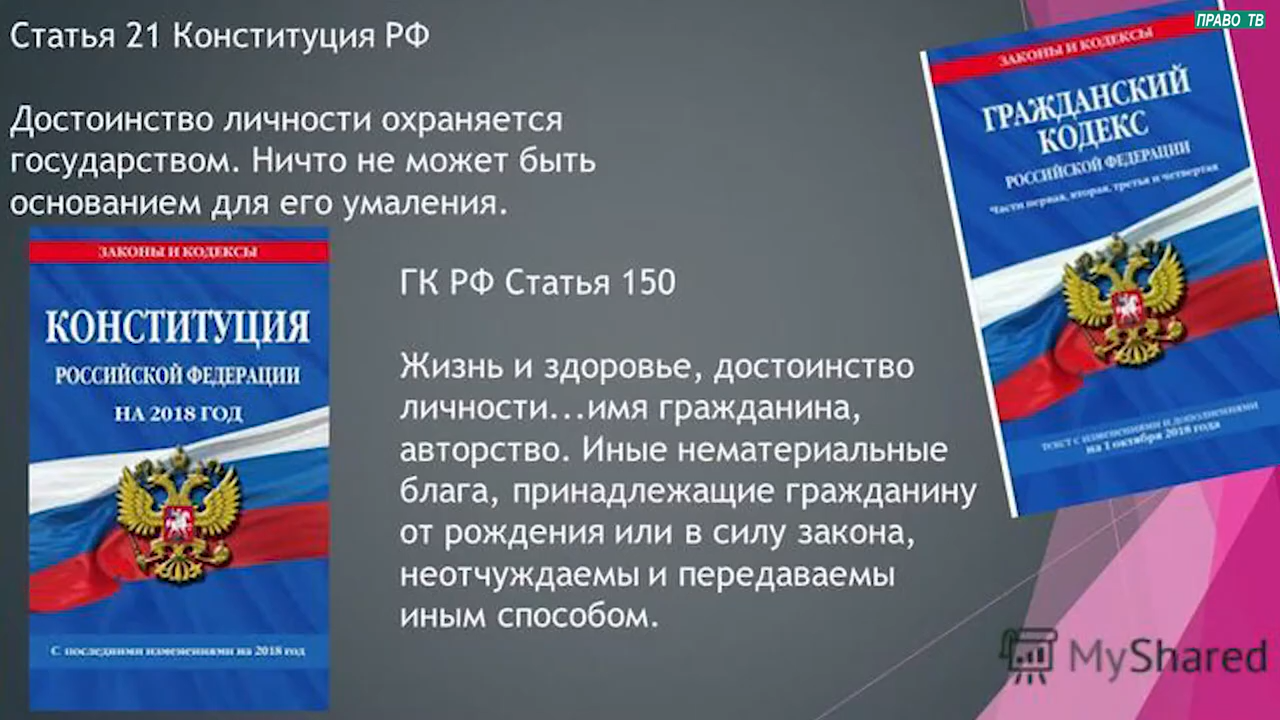 ПРАВО ТВ
Статья 21 Конституция РФ
Достоинство личности охраняется
государством. Ничто не может быть
основанием для его умаления.
ЗАКОНЫ И КОДЕКСЫ
ГРАЖДАНСКИЙ
КОДЕКС
РОССИЙСКОЙ ФЕДЕРАЦИИ
Части первая, вторая, третья и четвертая
ТЕКСТ С ИЗМЕНЕНИЯМИ И ДОПОЛНЕНИЯМИ
на 1 октября 2018 года
ЗАКОНЫ И КОДЕКСЫ
КОНСТИТУЦИЯ
РОССИЙСКОЙ ФЕДЕРАЦИИ
НА 2018 ГОД
С последними изменениями на 2018 год
ГК РФ Статья 150
Жизнь и здоровье, достоинство
личности...имя гражданина,
авторство. Иные нематериальные
блага, принадлежащие гражданину
от рождения или в силу закона,
неотчуждаемы и передаваемы
иным способом.
MyShared